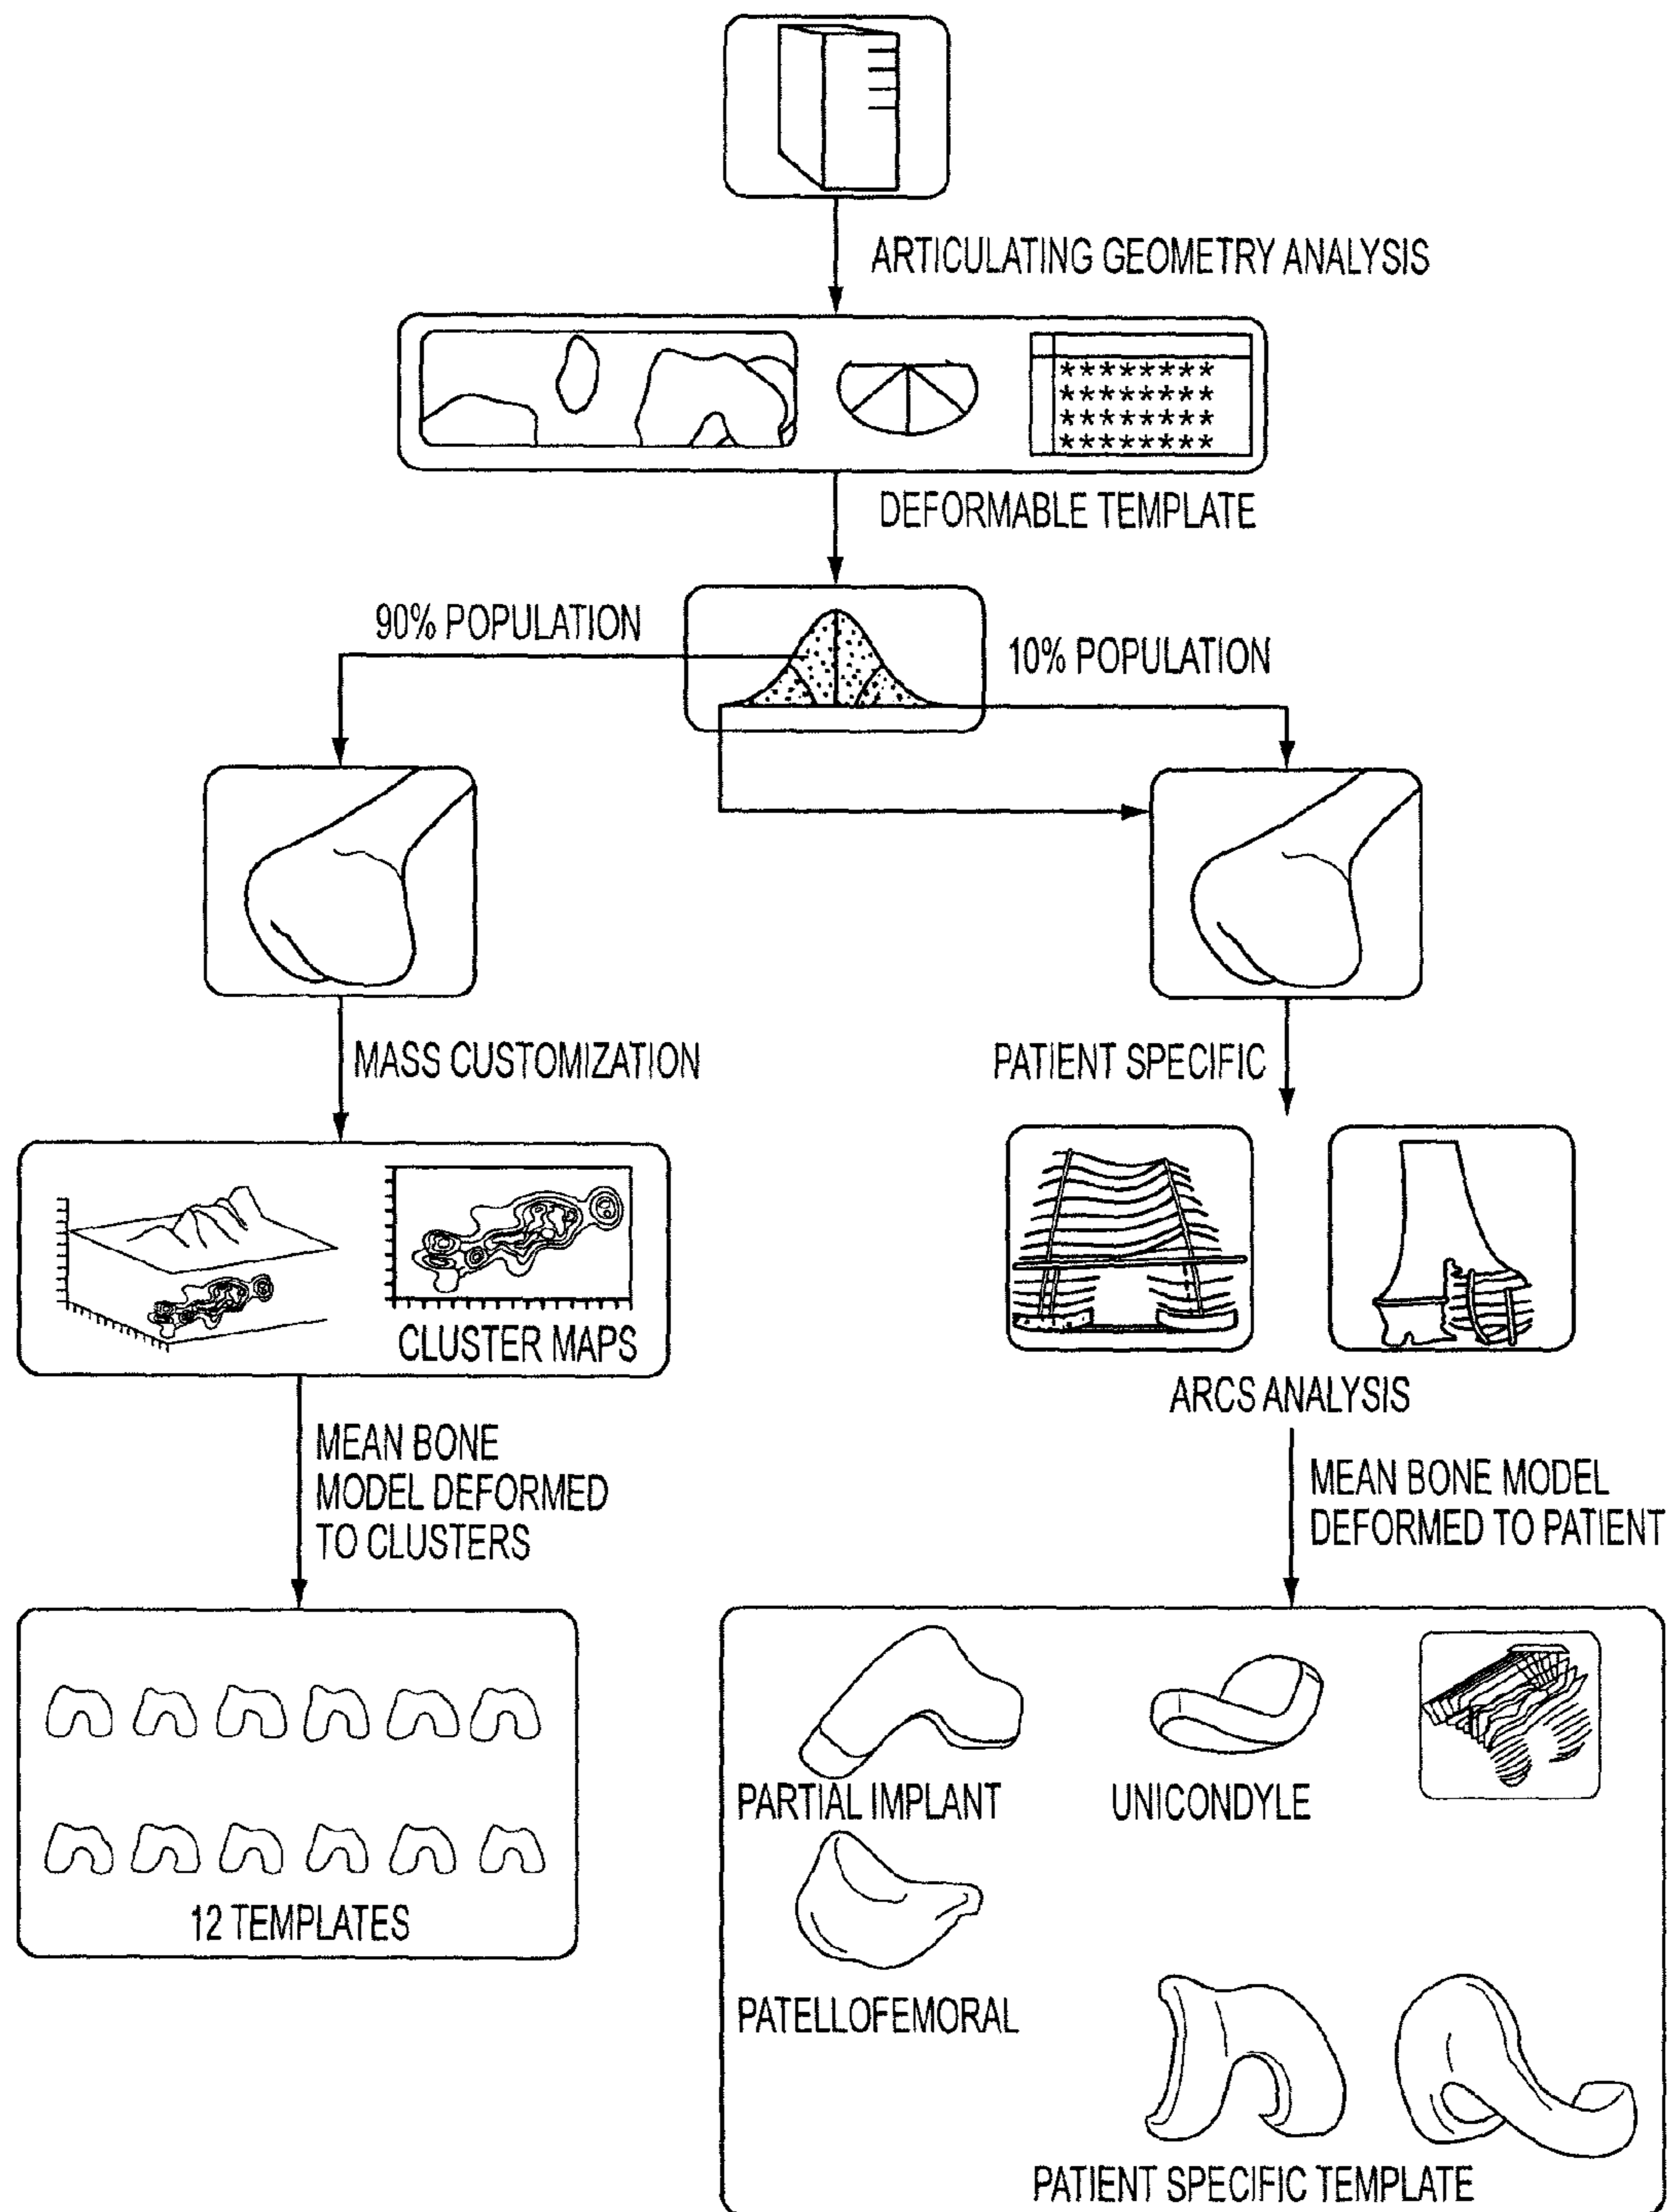 ARTICULATING GEOMETRY ANALYSIS
********
********
********
********
DEFORMABLE TEMPLATE
90% POPULATION
10% POPULATION
MASS CUSTOMIZATION
PATIENT SPECIFIC
CLUSTER MAPS
ARCS ANALYSIS
MEAN BONE
MODEL DEFORMED
TO CLUSTERS
MEAN BONE MODEL
DEFORMED TO PATIENT
12 TEMPLATES
PARTIAL IMPLANT
UNICONDYLE
PATELLOFEMORAL
PATIENT SPECIFIC TEMPLATE